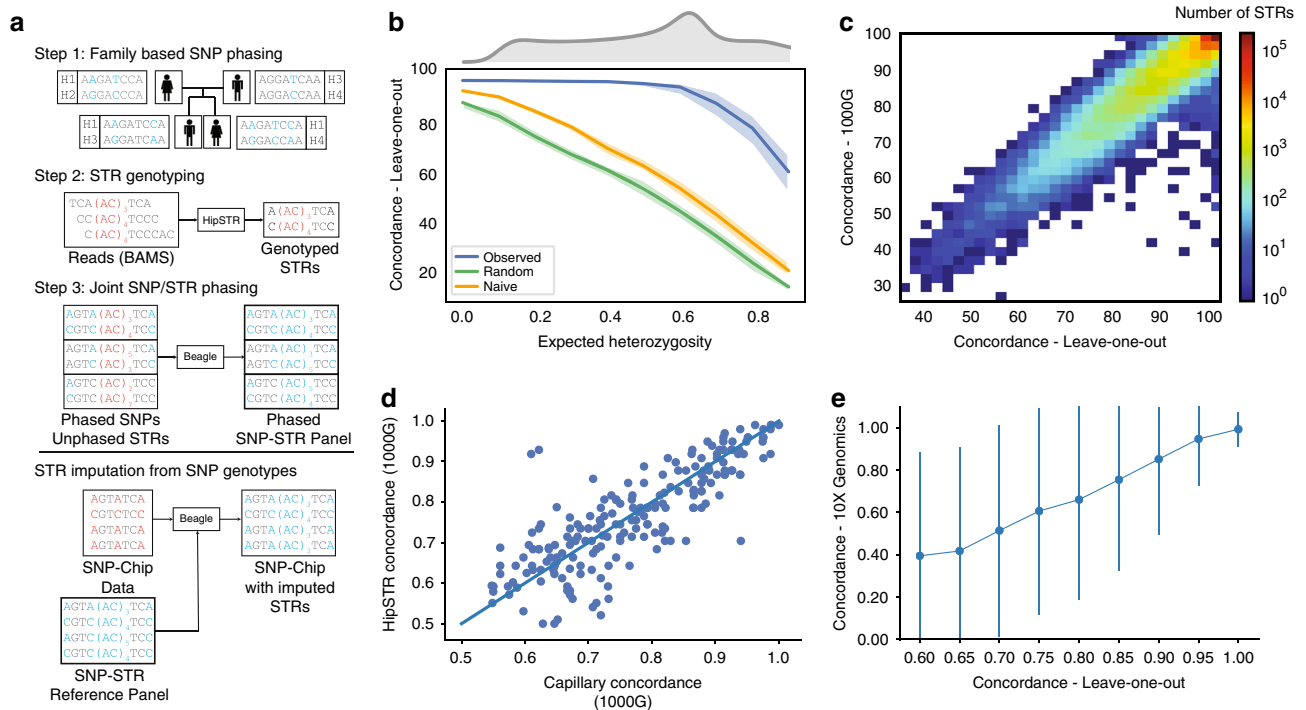 a
Step 1: Family based SNP phasing
H1 AAGATCCA
H2 AGGACCCA
AGGATCAA H3
AGGACCAA H4
H1 AAGATCCA
H3 AGGATCAA
AAGATCCA H1
AGGACCAA H4
Step 2: STR genotyping
TCA(AC)3TCA
CC(AC)4TCCC
C(AC)4TCCCAC
HipSTR
A(AC)3TCA
C(AC)4TCC
Reads (BAMS)
Genotyped
STRs
Step 3: Joint SNP/STR phasing
AGTA(AC)3TCA
CGTC(AC)4TCC
AGTA(AC)5TCA
AGTC(AC)3TCC
AGTC(AC)7TCC
CGTC(AC)7TCC
Beagle
AGTA(AC)3TCA
CGTC(AC)4TCC
AGTA(AC)3TCA
AGTC(AC)5TCC
AGTC(AC)5TCC
CGTC(AC)5TCC
Phased SNPs
Unphased STRs
Phased
SNP-STR Panel
STR imputation from SNP genotypes
AGTATCA
CGTCTCC
AGTATCA
AGTATCA
Beagle
AGTA(AC)3TCA
CGTC(AC)4TCC
AGTA(AC)3TCA
AGTA(AC)3TCA
SNP-Chip
Data
SNP-Chip
with imputed
STRs
AGTA(AC)3TCA
CGTC(AC)4TCC
AGTC(AC)5TCC
CGTC(AC)4TCC
SNP-STR
Reference Panel
b
100
80
60
40
20
Concordance - Leave-one-out
Observed
Random
Naive
0.0 0.2 0.4 0.6 0.8
Expected heterozygosity
c
Number of STRs
100
90
80
70
60
50
40
30
Concordance - 1000G
40 50 60 70 80 90 100
Concordance - Leave-one-out
10^5
10^4
10^3
10^2
10^1
10^0
d
1.0
0.9
0.8
0.7
0.6
0.5
HipSTR concordance (1000G)
0.5 0.6 0.7 0.8 0.9 1.0
Capillary concordance
(1000G)
e
1.00
0.80
0.60
0.40
0.20
0.00
Concordance - 10X Genomics
0.60 0.65 0.70 0.75 0.80 0.85 0.90 0.95 1.00
Concordance - Leave-one-out